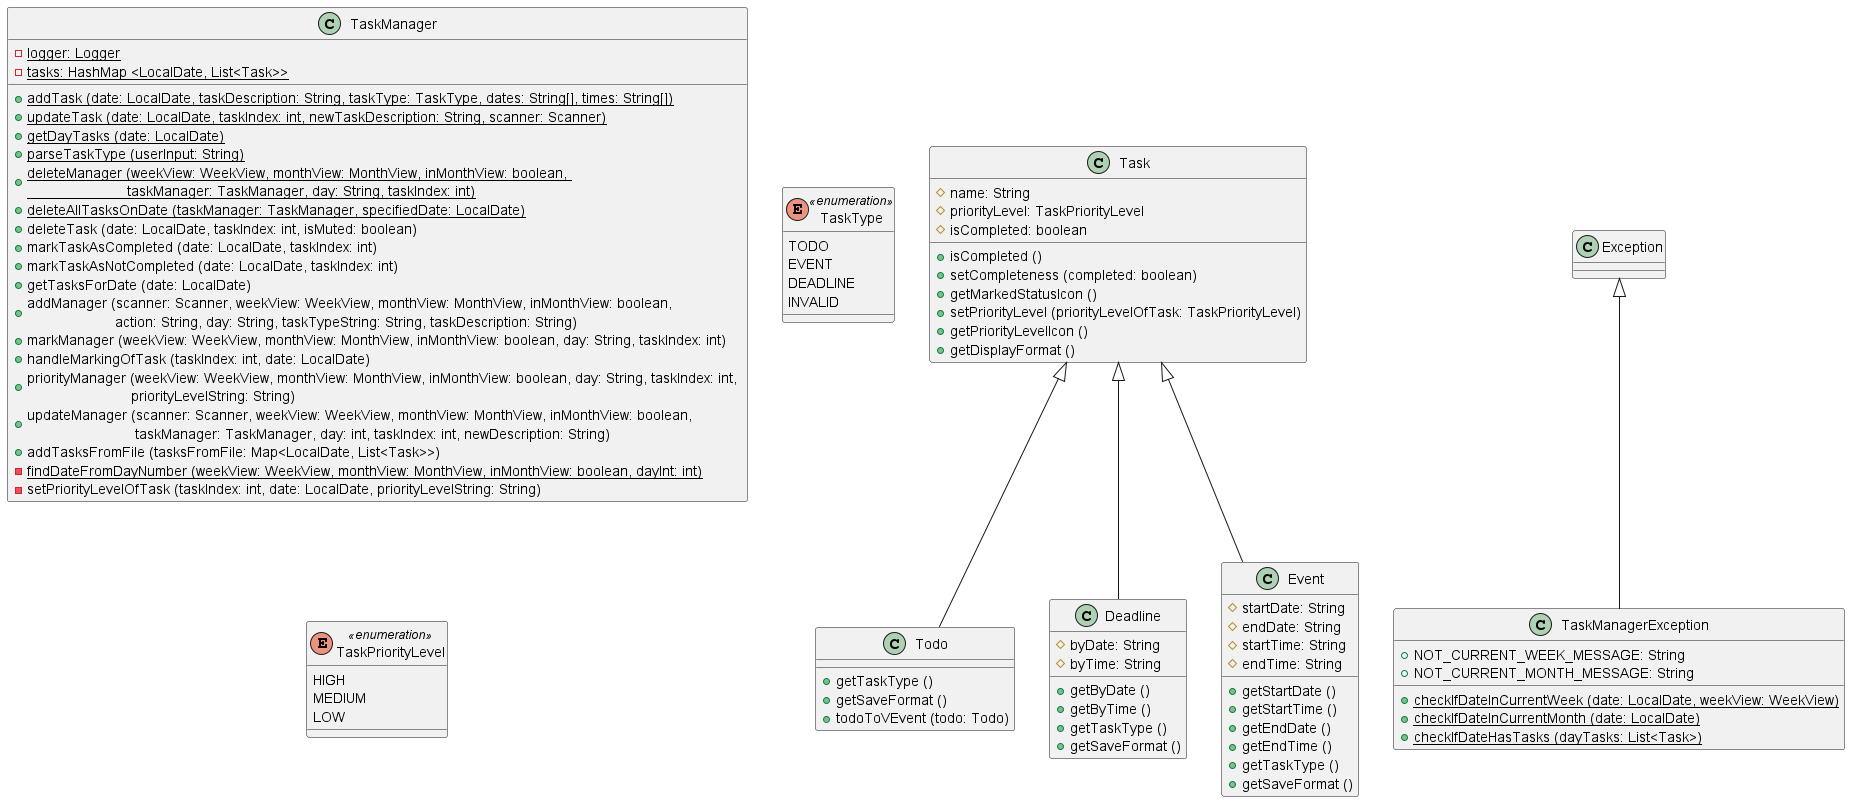 C TaskManager
logger: Logger
tasks: HashMap <LocalDate, List<Task>>
addTask (date: LocalDate, taskDescription: String, taskType: TaskType, dates: String[], times: String[])
updateTask (date: LocalDate, taskIndex: int, newTaskDescription: String, scanner: Scanner)
getDayTasks (date: LocalDate)
parseTaskType (userInput: String)
deleteManager (weekView: WeekView, monthView: MonthView, inMonthView: boolean,
taskManager: TaskManager, day: String, taskIndex: int)
deleteAllTasksOnDate (taskManager: TaskManager, specifiedDate: LocalDate)
deleteTask (date: LocalDate, taskIndex: int, isMuted: boolean)
markTaskAsCompleted (date: LocalDate, taskIndex: int)
markTaskAsNotCompleted (date: LocalDate, taskIndex: int)
getTasksForDate (date: LocalDate)
addManager (scanner: Scanner, weekView: WeekView, monthView: MonthView, inMonthView: boolean,
action: String, day: String, taskTypeString: String, taskDescription: String)
markManager (weekView: WeekView, monthView: MonthView, inMonthView: boolean, day: String, taskIndex: int)
handleMarkingOfTask (taskIndex: int, date: LocalDate)
priorityManager (weekView: WeekView, monthView: MonthView, inMonthView: boolean, day: String, taskIndex: int,
priorityLevelString: String)
updateManager (scanner: Scanner, weekView: WeekView, monthView: MonthView, inMonthView: boolean,
taskManager: TaskManager, day: int, taskIndex: int, newDescription: String)
addTasksFromFile (tasksFromFile: Map<LocalDate, List<Task>>)
findDateFromDayNumber (weekView: WeekView, monthView: MonthView, inMonthView: boolean, dayInt: int)
setPriorityLevelOfTask (taskIndex: int, date: LocalDate, priorityLevelString: String)
E «enumeration»
TaskType
TODO
EVENT
DEADLINE
INVALID
C Task
name: String
priorityLevel: TaskPriorityLevel
isCompleted: boolean
isCompleted ()
setCompleteness (completed: boolean)
getMarkedStatusIcon ()
setPriorityLevel (priorityLevelOfTask: TaskPriorityLevel)
getPriorityLevelIcon ()
getDisplayFormat ()
C Exception
E «enumeration»
TaskPriorityLevel
HIGH
MEDIUM
LOW
C Todo
getTaskType ()
getSaveFormat ()
todoToVEvent (todo: Todo)
C Deadline
byDate: String
byTime: String
getByDate ()
getByTime ()
getTaskType ()
getSaveFormat ()
C Event
startDate: String
endDate: String
startTime: String
endTime: String
getStartDate ()
getStartTime ()
getEndDate ()
getEndTime ()
getTaskType ()
getSaveFormat ()
C TaskManagerException
NOT_CURRENT_WEEK_MESSAGE: String
NOT_CURRENT_MONTH_MESSAGE: String
checkIfDateInCurrentWeek (date: LocalDate, weekView: WeekView)
checkIfDateInCurrentMonth (date: LocalDate)
checkIfDateHasTasks (dayTasks: List<Task>)